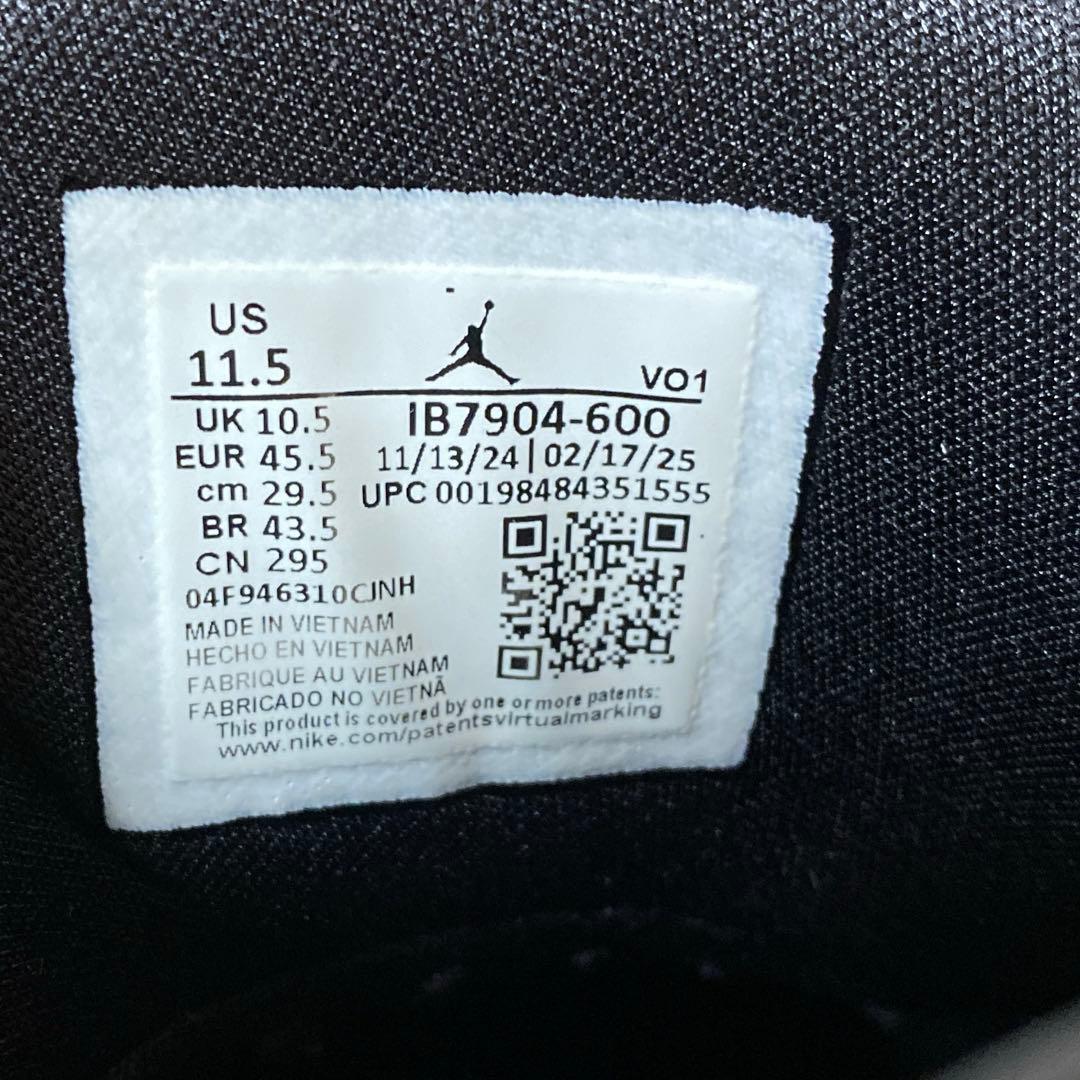 US
11.5
VO1
UK 10.5
IB7904-600
EUR 45.5
11/13/24 | 02/17/25
cm 29.5
UPC 00198484351555
BR 43.5
CN 295
04F946310CJNH
MADE IN VIETNAM
HECHO EN VIETNAM
FABRIQUE AU VIETNAM
FABRICADO NO VIETNÃ
This product is covered by one or more patents:
www.nike.com/patentsvirtualmarking